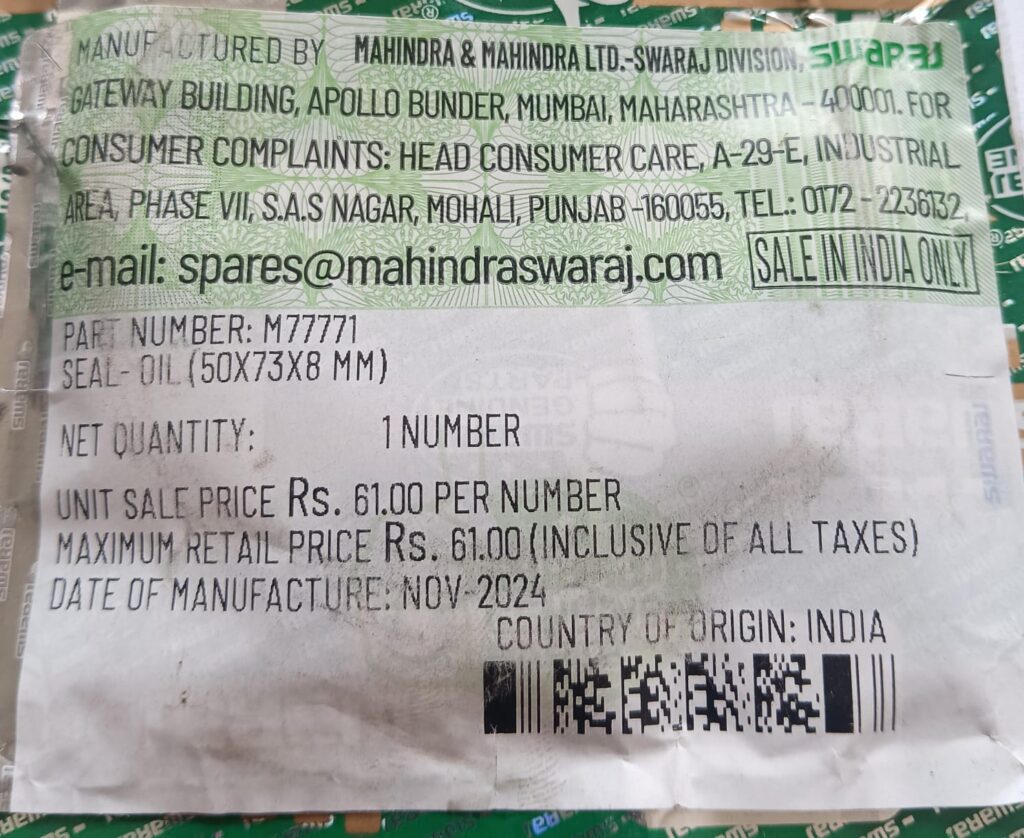 MANUFACTURED BY MAHINDRA & MAHINDRA LTD.-SWARAJ DIVISION, swaraj
GATEWAY BUILDING, APOLLO BUNDER, MUMBAI, MAHARASHTRA - 400001. FOR
CONSUMER COMPLAINTS: HEAD CONSUMER CARE, A-29-E, INDUSTRIAL
AREA, PHASE VII, S.A.S NAGAR, MOHALI, PUNJAB -160055, TEL.: 0172 - 2236132,
e-mail: spares@mahindraswaraj.com SALE IN INDIA ONLY
PART NUMBER: M77771
SEAL- OIL (50X73X8 MM)
NET QUANTITY: 1 NUMBER
UNIT SALE PRICE Rs. 61.00 PER NUMBER
MAXIMUM RETAIL PRICE Rs. 61.00 (INCLUSIVE OF ALL TAXES)
DATE OF MANUFACTURE: NOV-2024
COUNTRY OF ORIGIN: INDIA